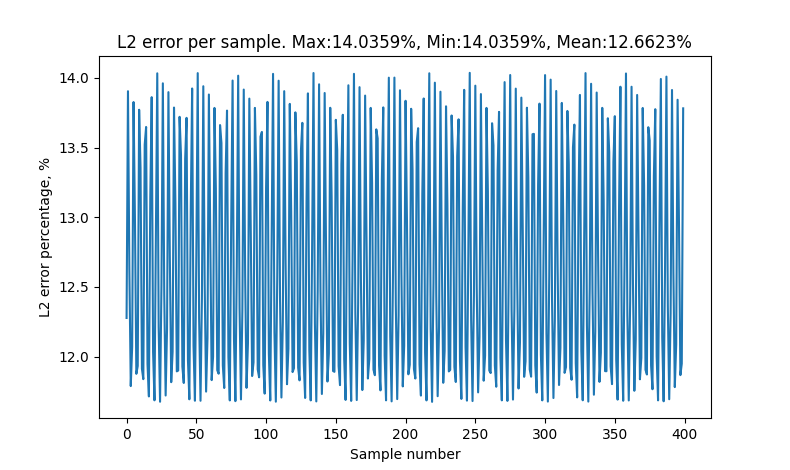 L2 error per sample. Max:14.0359%, Min:14.0359%, Mean:12.6623%
L2 error percentage, %
14.0
13.5
13.0
12.5
12.0
0 50 100 150 200 250 300 350 400
Sample number